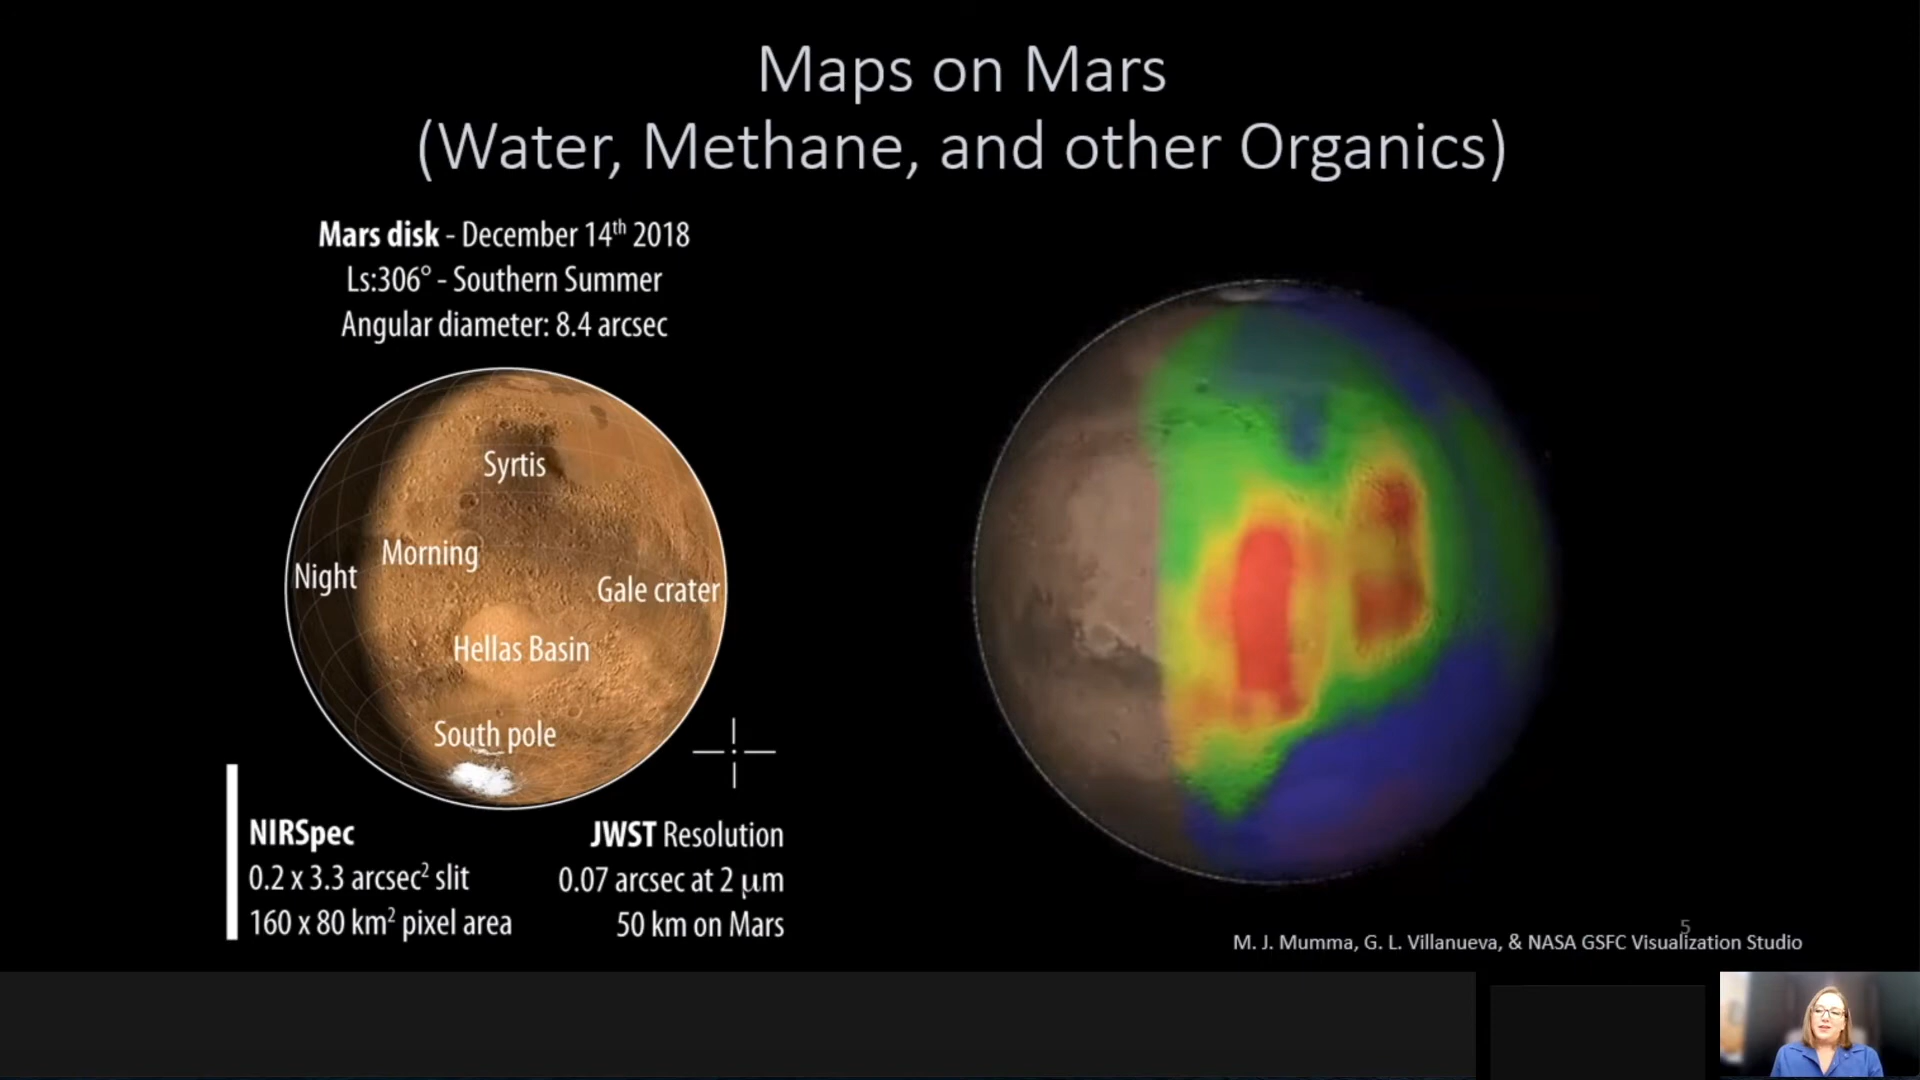 Maps on Mars
(Water, Methane, and other Organics)
Mars disk - December 14th 2018
Ls:306° - Southern Summer
Angular diameter: 8.4 arcsec
Syrtis
Morning
Night
Gale crater
Hellas Basin
South pole
NIRSpec
0.2 x 3.3 arcsec² slit
160 x 80 km² pixel area
JWST Resolution
0.07 arcsec at 2 μm
50 km on Mars
5
M. J. Mumma, G. L. Villanueva, & NASA GSFC Visualization Studio